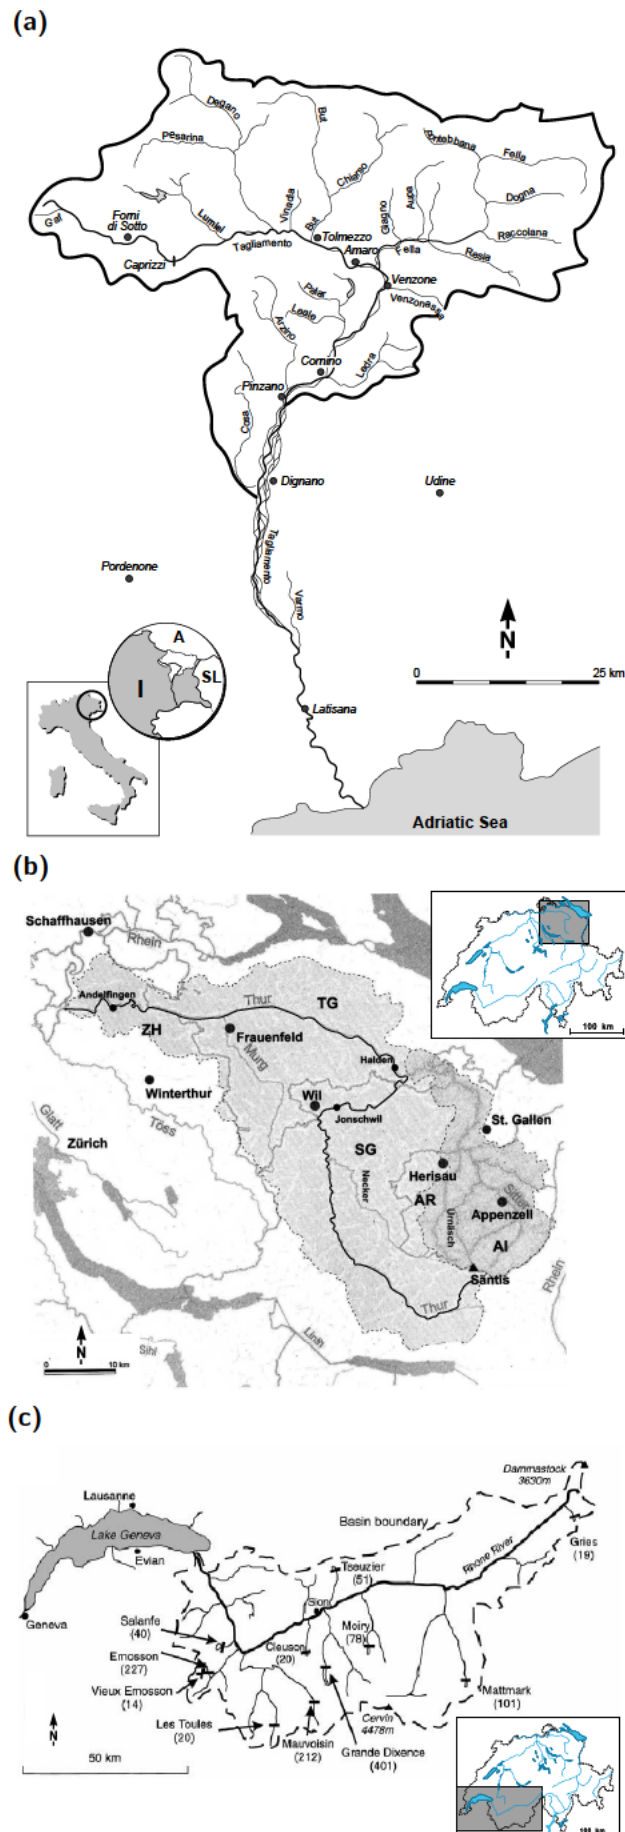 (a)
Degano
But
Pesarina
Pontebbana
Fella
Chiarso
Dogna
Gaf
Forni
di Sotto
Lumiei
Vinadia
But
Giagno
Aupa
Raccolana
Tolmezzo
Tagliamento
Amaro
Fella
Resia
Caprizzi
Venzone
Palar
Venzonassa
Leale
Arzino
Cornino
Ledra
Pinzano
Cosa
Dignano
Udine
Tagliamento
Pordenone
Varmo
A
N
I
SL
0
25 km
Latisana
Adriatic Sea
(b)
Schaffhausen
Rhein
100 km
Andelfingen
Thur
TG
ZH
Frauenfeld
Murg
Halden
Winterthur
Wil
Jonschwil
St. Gallen
Glatt
Töss
Zürich
SG
Herisau
Necker
AR
Sitter
Appenzell
Urnäsch
AI
Säntis
Rhein
Thur
N
Linth
Sihl
0
10 km
(c)
Dammastock
3630m
Lausanne
Lake Geneva
Basin boundary
Evian
Rhone River
Tseuzier
(51)
Gries
(19)
Geneva
Sion
Salanfe
(40)
Moiry
(78)
Cleuson
(20)
Emosson
(227)
Vieux Emosson
(14)
Mattmark
(101)
Les Toules
(20)
Cervin
4478m
Mauvoisin
(212)
Grande Dixence
(401)
N
50 km
100 km